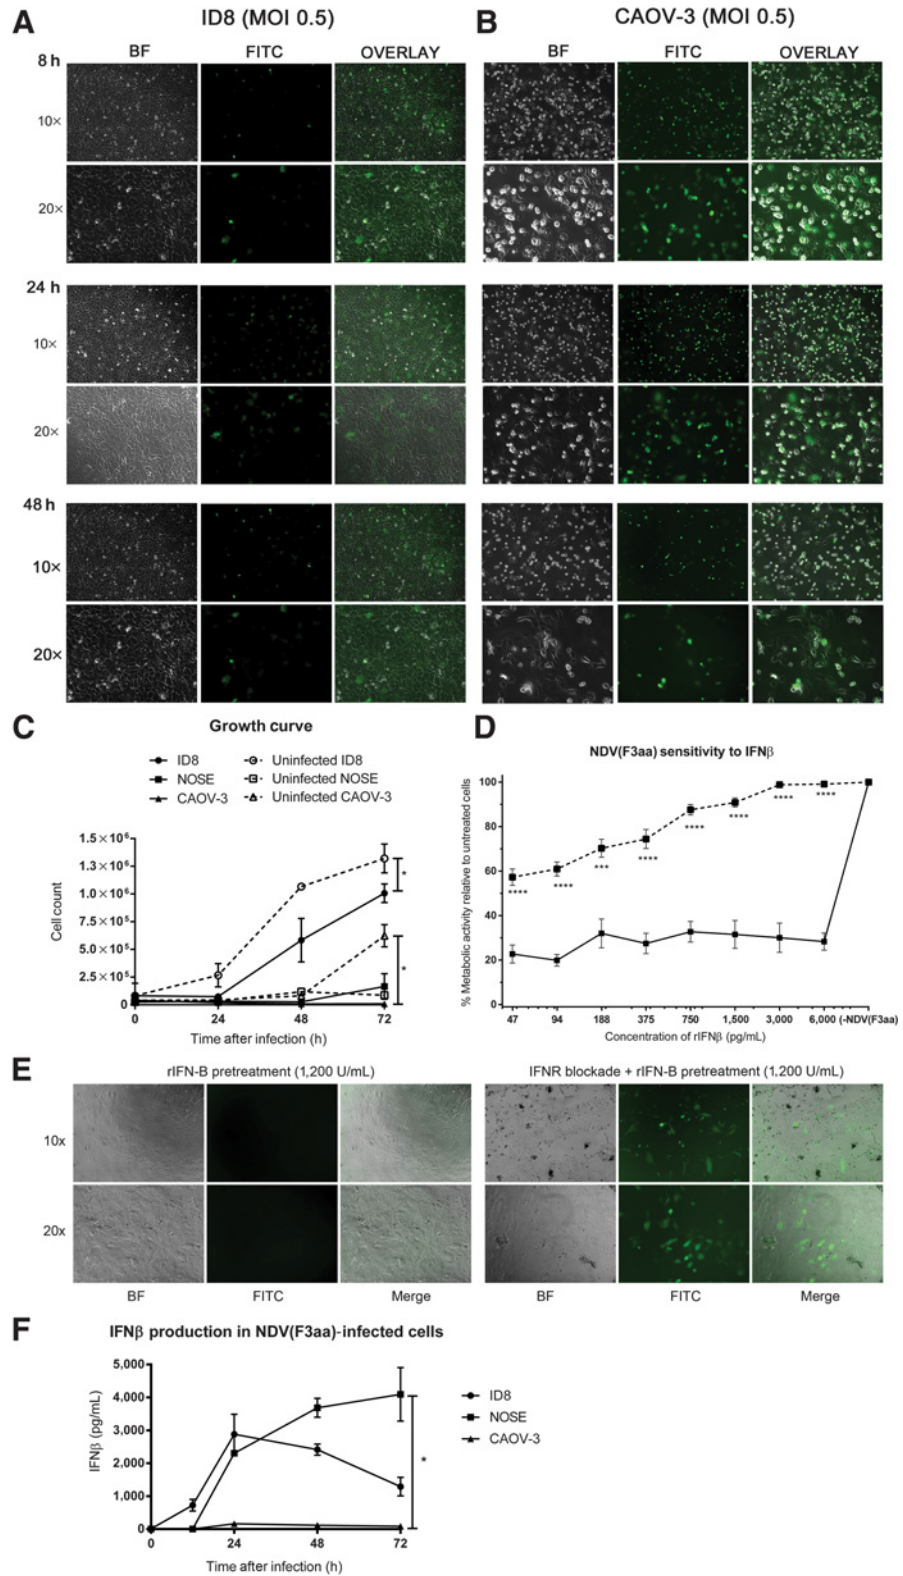 A ID8 (MOI 0.5) B CAOV-3 (MOI 0.5)
BF FITC OVERLAY BF FITC OVERLAY
8 h
10×
20×
24 h
10×
20×
48 h
10×
20×
C
Growth curve
ID8 Uninfected ID8
NOSE Uninfected NOSE
CAOV-3 Uninfected CAOV-3
Cell count
1.5×10⁶
1.3×10⁶
1.0×10⁶
7.5×10⁵
5.0×10⁵
2.5×10⁵
0
*
*
0 24 48 72
Time after infection (h)
D
NDV(F3aa) sensitivity to IFNβ
% Metabolic activity relative to untreated cells
100
80
60
40
20
0
**** **** *** **** **** **** **** ****
47 94 188 375 750 1,500 3,000 6,000 (-NDV(F3aa)
Concentration of rIFNβ (pg/mL)
E
rIFN-B pretreatment (1,200 U/mL) IFNR blockade + rIFN-B pretreatment (1,200 U/mL)
10x
20x
BF FITC Merge BF FITC Merge
F
IFNβ production in NDV(F3aa)-infected cells
IFNβ (pg/mL)
5,000
4,000
3,000
2,000
1,000
0
*
ID8
NOSE
CAOV-3
0 24 48 72
Time after infection (h)